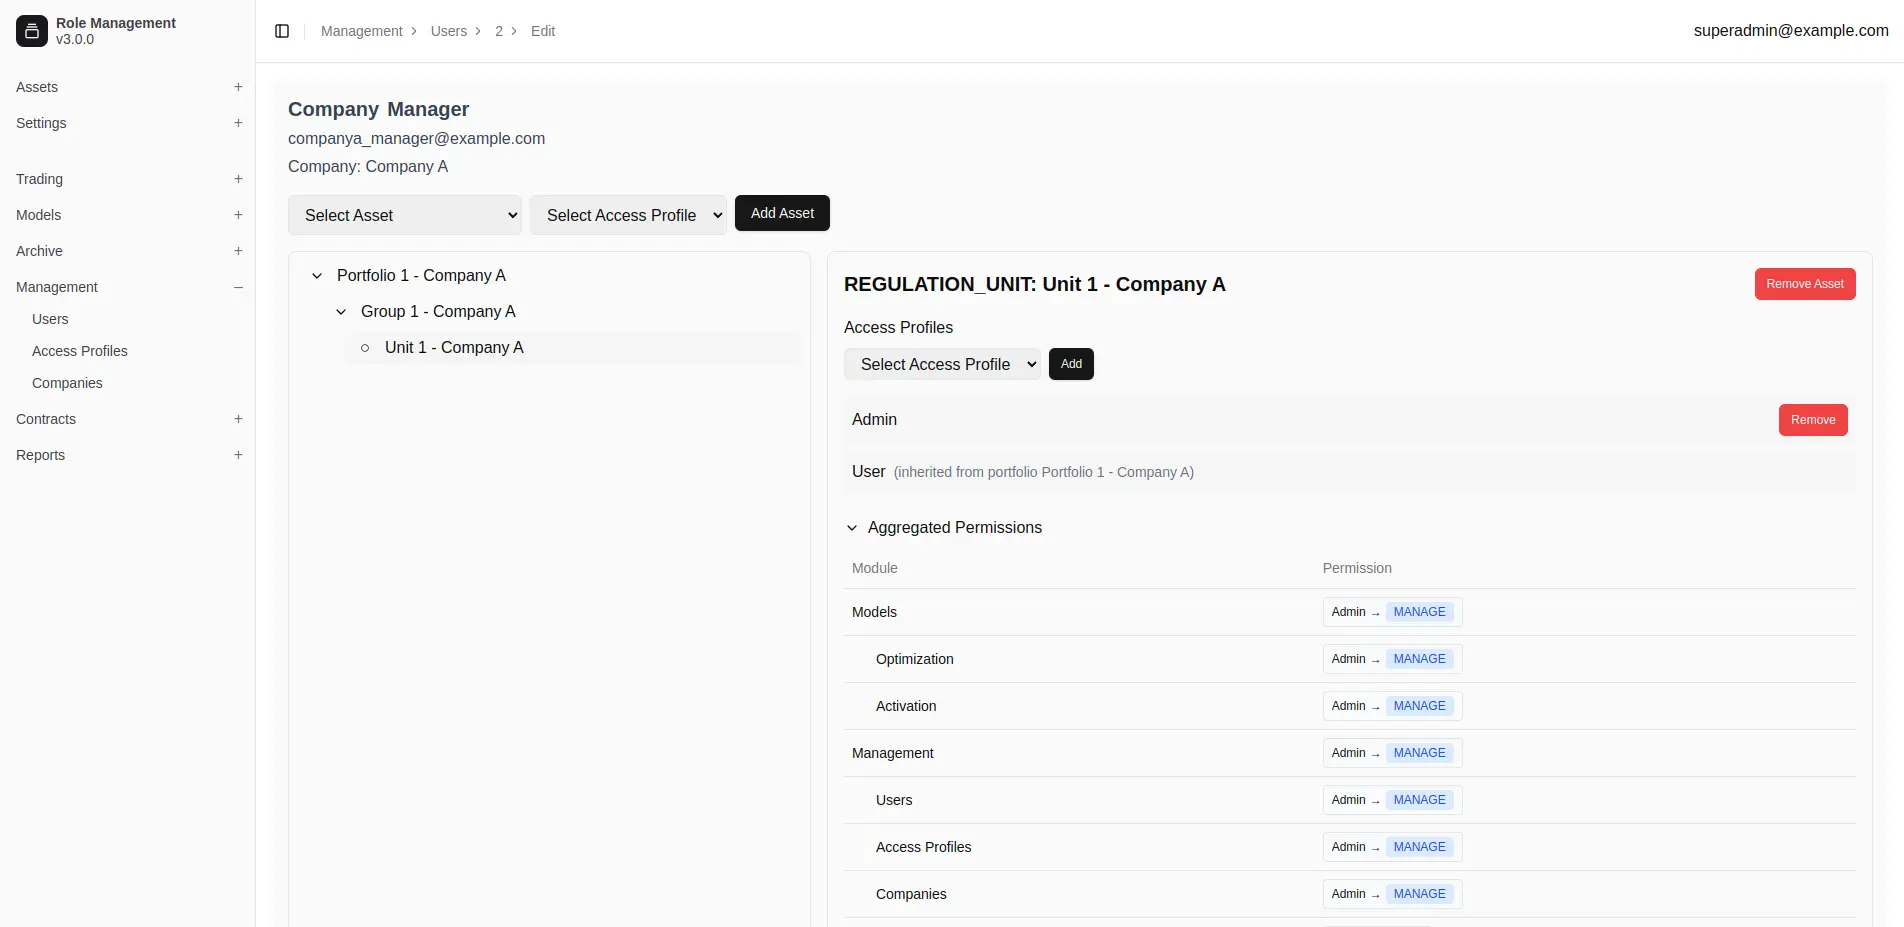 Role Management
v3.0.0
Assets +
Settings +
Trading +
Models +
Archive +
Management –
Users
Access Profiles
Companies
Contracts +
Reports +
Management > Users > 2 > Edit
superadmin@example.com
Company Manager
companya_manager@example.com
Company: Company A
Select Asset
Select Access Profile
Add Asset
Portfolio 1 - Company A
Group 1 - Company A
Unit 1 - Company A
REGULATION_UNIT: Unit 1 - Company A
Remove Asset
Access Profiles
Select Access Profile
Add
Admin
Remove
User (inherited from portfolio Portfolio 1 - Company A)
Aggregated Permissions
Module Permission
Models Admin → MANAGE
Optimization Admin → MANAGE
Activation Admin → MANAGE
Management Admin → MANAGE
Users Admin → MANAGE
Access Profiles Admin → MANAGE
Companies Admin → MANAGE